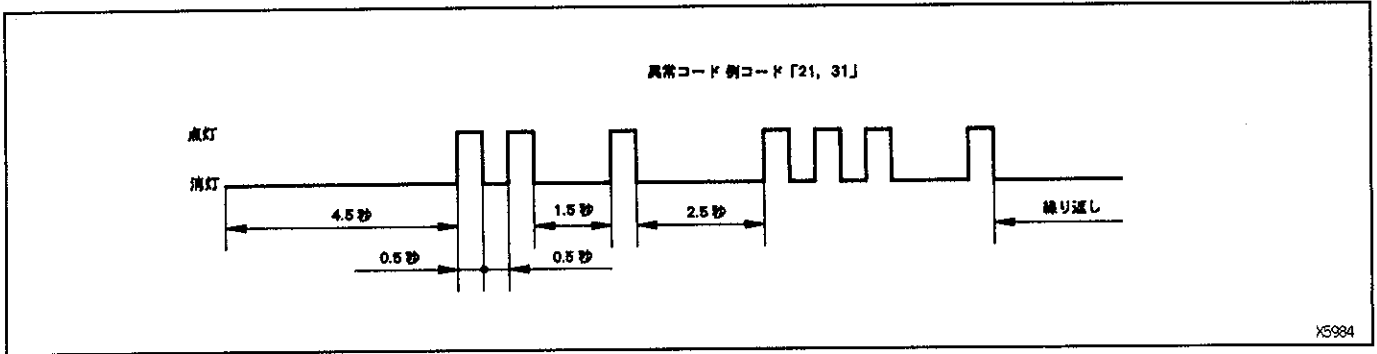 異常コード 例コード「21, 31」
点灯
消灯
4.5 秒
1.5 秒
2.5 秒
繰り返し
0.5 秒
0.5 秒
X5984